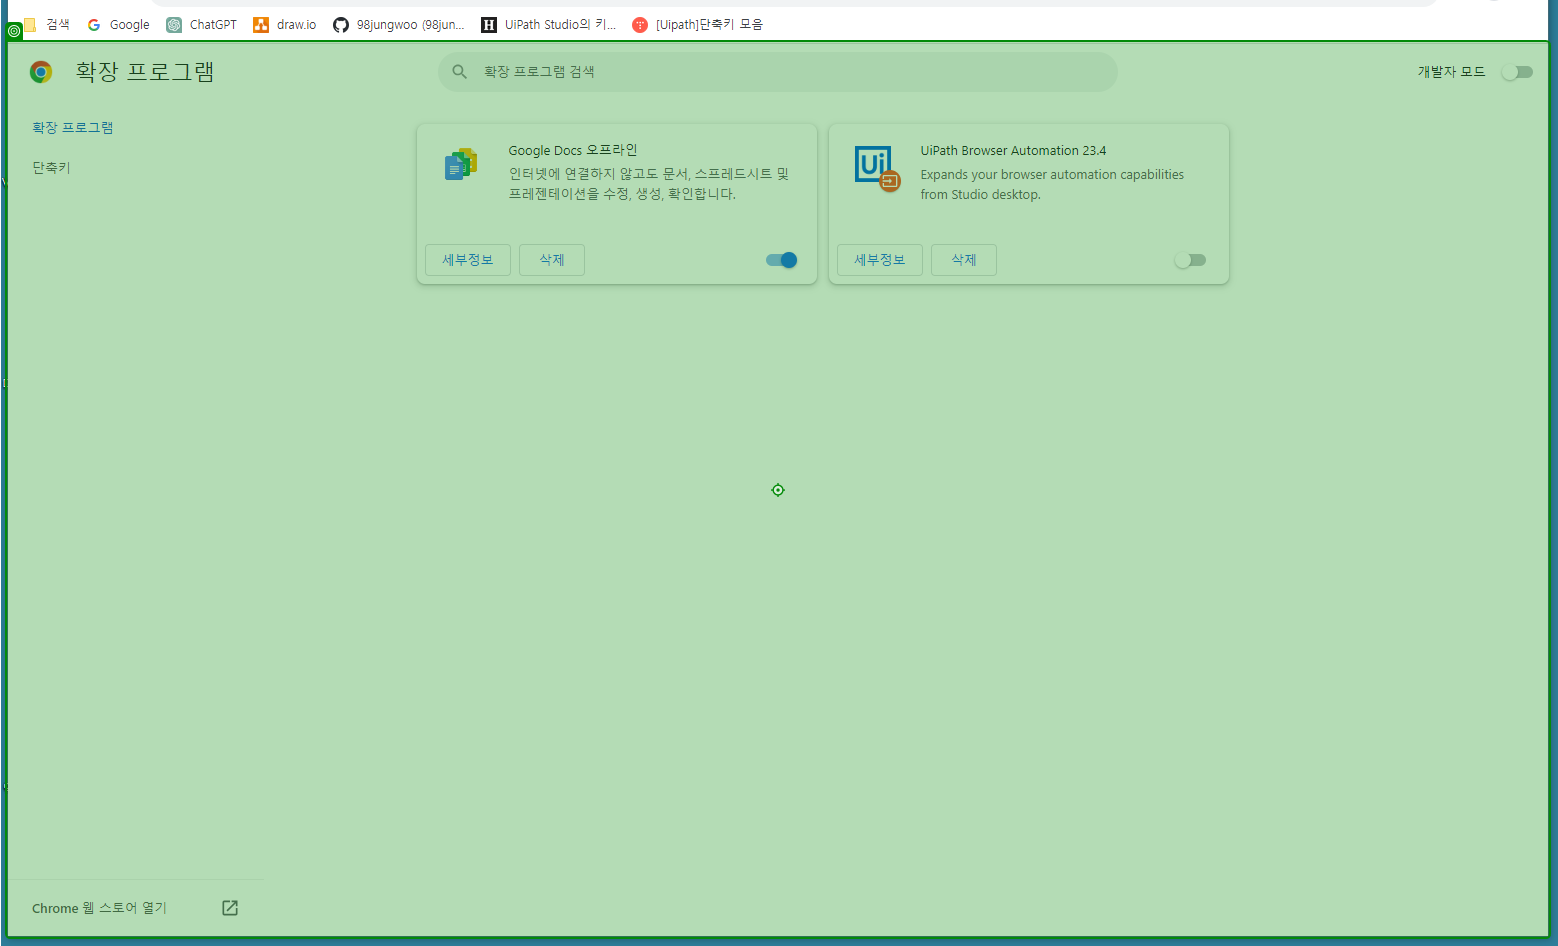 검색 Google ChatGPT draw.io 98jungwoo (98jun... UiPath Studio의 키... [Uipath]단축키 모음
확장 프로그램
확장 프로그램 검색
개발자 모드
확장 프로그램
단축키
Google Docs 오프라인
인터넷에 연결하지 않고도 문서, 스프레드시트 및
프레젠테이션을 수정, 생성, 확인합니다.
세부정보 삭제
Ui
UiPath Browser Automation 23.4
Expands your browser automation capabilities
from Studio desktop.
세부정보 삭제
Chrome 웹 스토어 열기